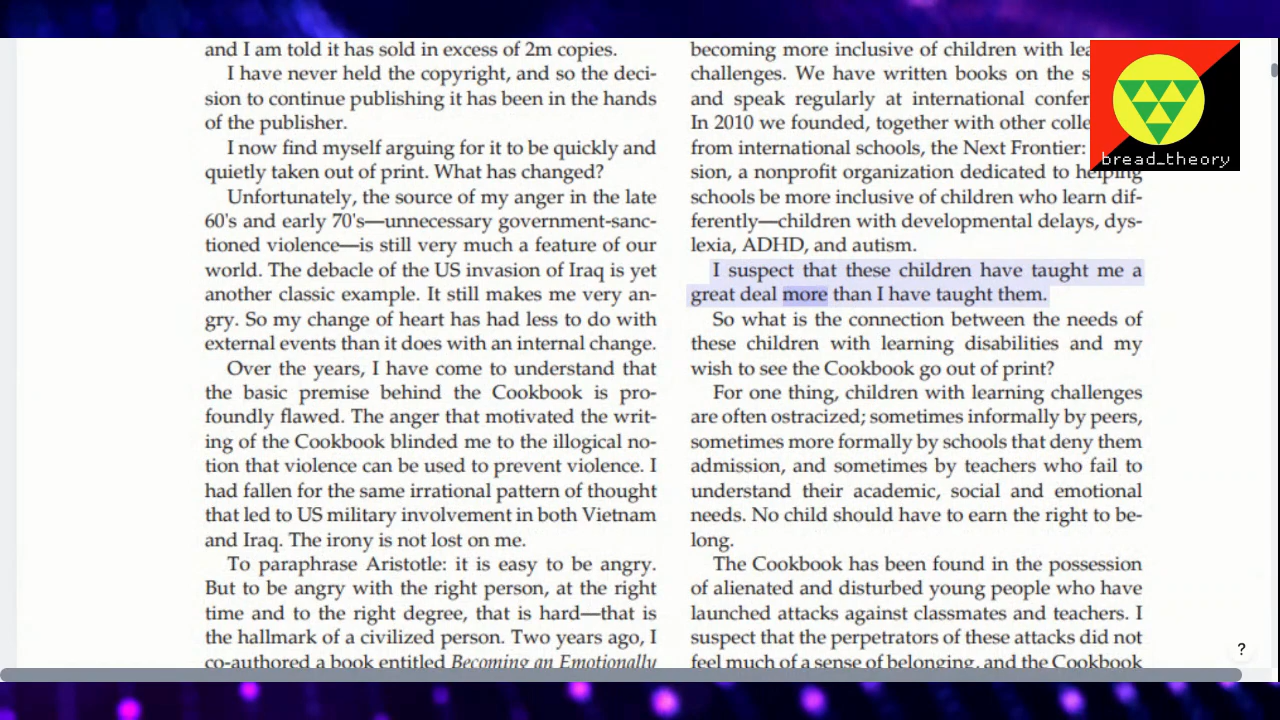 and I am told it has sold in excess of 2m copies.
I have never held the copyright, and so the deci-
sion to continue publishing it has been in the hands
of the publisher.
I now find myself arguing for it to be quickly and
quietly taken out of print. What has changed?
Unfortunately, the source of my anger in the late
60's and early 70's—unnecessary government-sanc-
tioned violence—is still very much a feature of our
world. The debacle of the US invasion of Iraq is yet
another classic example. It still makes me very an-
gry. So my change of heart has had less to do with
external events than it does with an internal change.
Over the years, I have come to understand that
the basic premise behind the Cookbook is pro-
foundly flawed. The anger that motivated the writ-
ing of the Cookbook blinded me to the illogical no-
tion that violence can be used to prevent violence. I
had fallen for the same irrational pattern of thought
that led to US military involvement in both Vietnam
and Iraq. The irony is not lost on me.
To paraphrase Aristotle: it is easy to be angry.
But to be angry with the right person, at the right
time and to the right degree, that is hard—that is
the hallmark of a civilized person. Two years ago, I
co-authored a book entitled Becoming an Emotionally
becoming more inclusive of children with
challenges. We have written books on the
and speak regularly at international
In 2010 we founded, together with other
from international schools, the Next Frontier:
sion, a nonprofit organization dedicated to helping
schools be more inclusive of children who learn dif-
ferently—children with developmental delays, dys-
lexia, ADHD, and autism.
I suspect that these children have taught me a
great deal more than I have taught them.
So what is the connection between the needs of
these children with learning disabilities and my
wish to see the Cookbook go out of print?
For one thing, children with learning challenges
are often ostracized; sometimes informally by peers,
sometimes more formally by schools that deny them
admission, and sometimes by teachers who fail to
understand their academic, social and emotional
needs. No child should have to earn the right to be-
long.
The Cookbook has been found in the possession
of alienated and disturbed young people who have
launched attacks against classmates and teachers. I
suspect that the perpetrators of these attacks did not
feel much of a sense of belonging, and the Cookbook
bread_theory
?